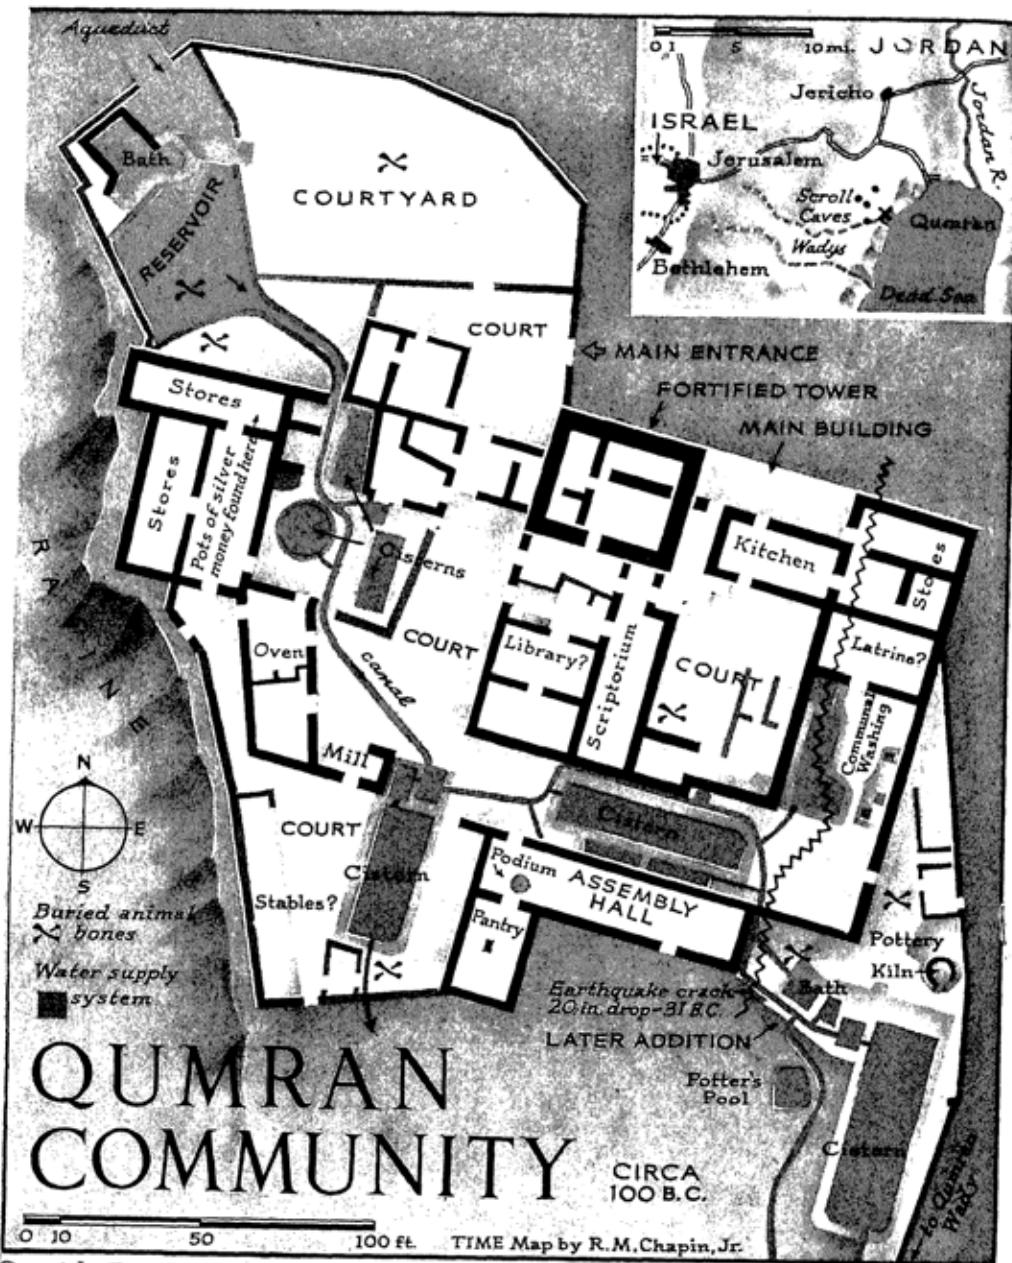 Aqueduct
Bath
RESERVOIR
COURTYARD
0 1 5 10 mi.
JORDAN
Jericho
Jordan R.
ISRAEL
Jerusalem
Scroll
Caves
Qumran
Wadys
Bethlehem
Dead Sea
COURT
MAIN ENTRANCE
FORTIFIED TOWER
MAIN BUILDING
Stores
Stores
Pots of silver
money found here
Cisterns
Kitchen
Stores
RAVINE
Oven
canal
COURT
Library?
Scriptorium
COURT
Latrine?
Communal
Washing
Mill
N
W E
S
COURT
Cistern
Cistern
Stables?
Podium
ASSEMBLY
HALL
Pantry
Buried animal
bones
Water supply
system
Pottery
Kiln
Bath
Earthquake crack
20 in. drop-31 B.C.
LATER ADDITION
Potter's
Pool
Cistern
to Qumran
Wady
QUMRAN
COMMUNITY
CIRCA
100 B.C.
0 10 50 100 ft.
TIME Map by R.M.Chapin, Jr.